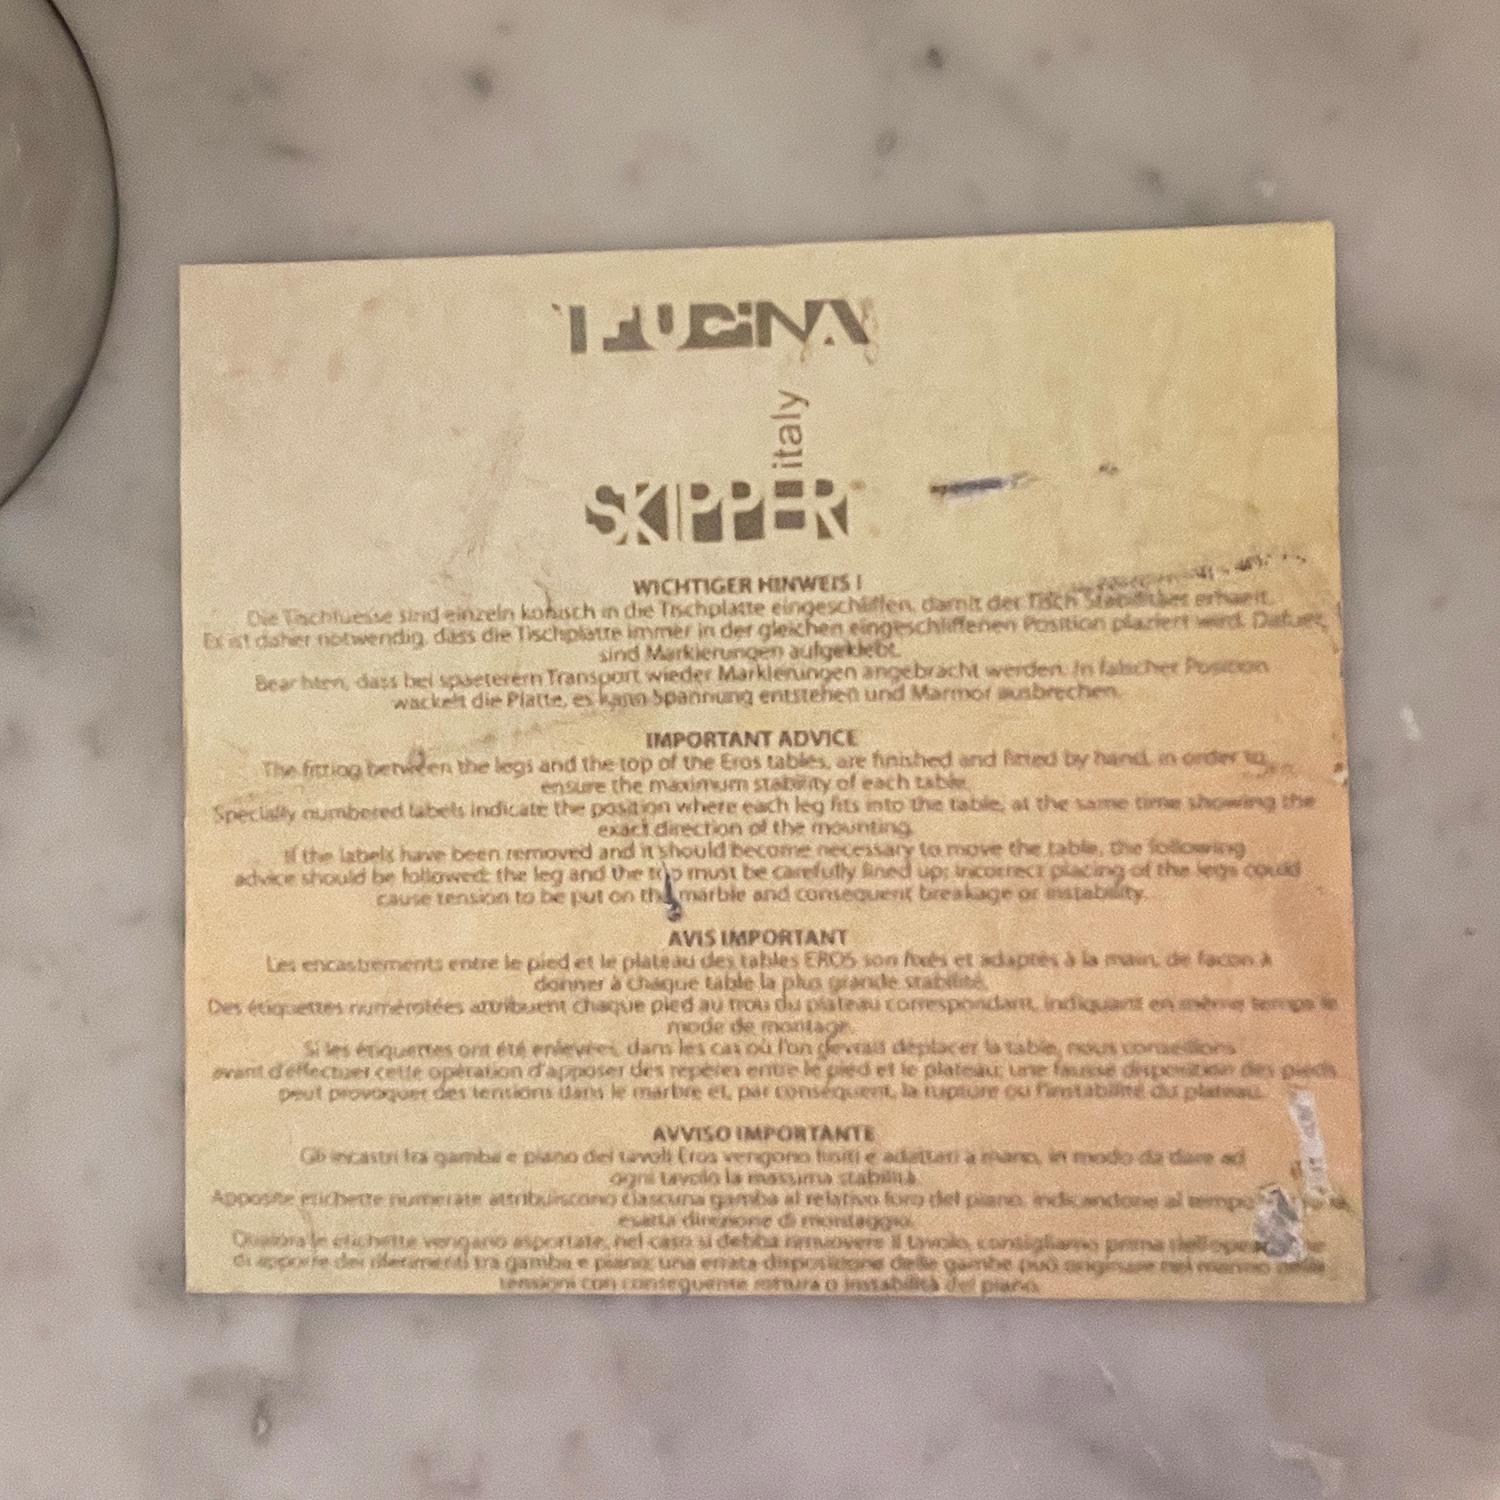 FUCINA
italy
SKIPPER
WICHTIGER HINWEIS !
Die Tischfuesse sind einzeln konisch in die Tischplatte eingeschliffen, damit der Tisch Stabilitaet erhaelt.
Es ist daher notwendig, dass die Tischplatte immer in der gleichen eingeschliffenen Position plaziert wird. Dafuer
sind Markierungen aufgeklebt.
Beachten, dass bei spaeterem Transport wieder Markierungen angebracht werden. In falscher Position
wackelt die Platte, es kann Spannung entstehen und Marmor ausbrechen.
IMPORTANT ADVICE
The fitting between the legs and the top of the Eros tables, are finished and fitted by hand, in order to
ensure the maximum stability of each table.
Specially numbered labels indicate the position where each leg fits into the table, at the same time showing the
exact direction of the mounting.
If the labels have been removed and it should become necessary to move the table, the following
advice should be followed: the leg and the top must be carefully lined up; incorrect placing of the legs could
cause tension to be put on the marble and consequent breakage or instability.
AVIS IMPORTANT
Les encastrements entre le pied et le plateau des tables EROS son fixés et adaptés à la main, de facon à
donner à chaque table la plus grande stabilité.
Des étiquettes numérotées attribuent chaque pied au trou du plateau correspondant, indiquant en même temps le
mode de montage.
Si les étiquettes ont été enlevées, dans les cas où l'on devrait déplacer la table, nous conseillons
avant d'effectuer cette opération d'apposer des repères entre le pied et le plateau; une fausse disposition des pieds
peut provoquer des tensions dans le marbre et, par conséquent, la rupture ou l'instabilité du plateau.
AVVISO IMPORTANTE
Gli incastri fra gamba e piano dei tavoli Eros vengono finiti e adattati a mano, in modo da dare ad
ogni tavolo la massima stabilità.
Apposite etichette numerate attribuiscono ciascuna gamba al relativo foro del piano, indicandone al tempo
esatta direzione di montaggio.
Qualora le etichette vengano asportate, nel caso si debba rimuovere il tavolo, consigliamo prima
di apporre dei riferimenti tra gamba e piano; una errata disposizione delle gambe può originare nel marmo delle
tensioni con conseguente rottura o instabilità del piano.